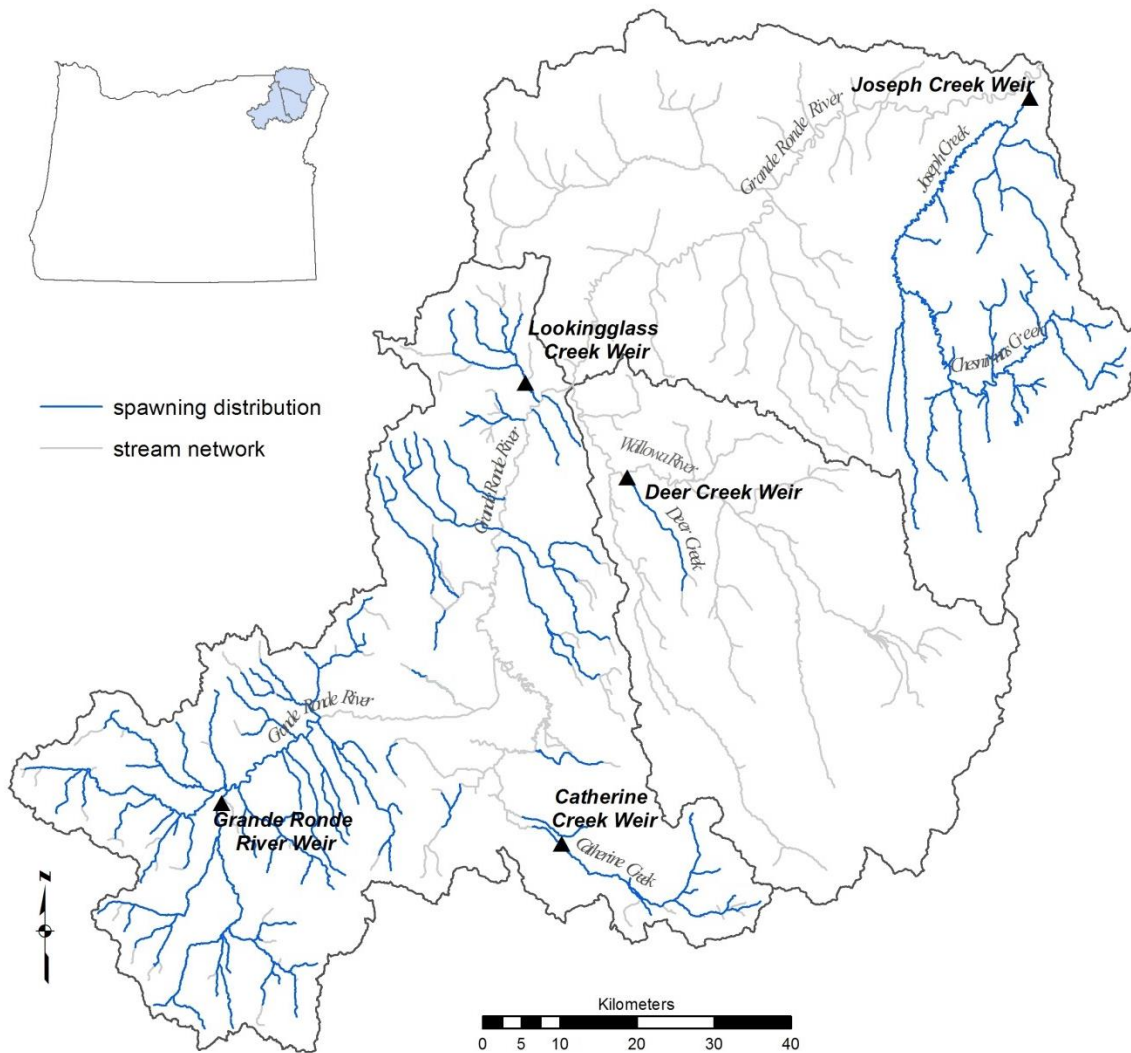 Joseph Creek Weir
Grande Ronde River
Joseph Creek
Lookingglass
Creek Weir
Chesnimnus Creek
spawning distribution
stream network
Grande Ronde River
Wallowa River
Deer Creek Weir
Deer Creek
Grande Ronde River
Catherine
Creek Weir
Grande Ronde
River Weir
Catherine Creek
N
Kilometers
0 5 10 20 30 40